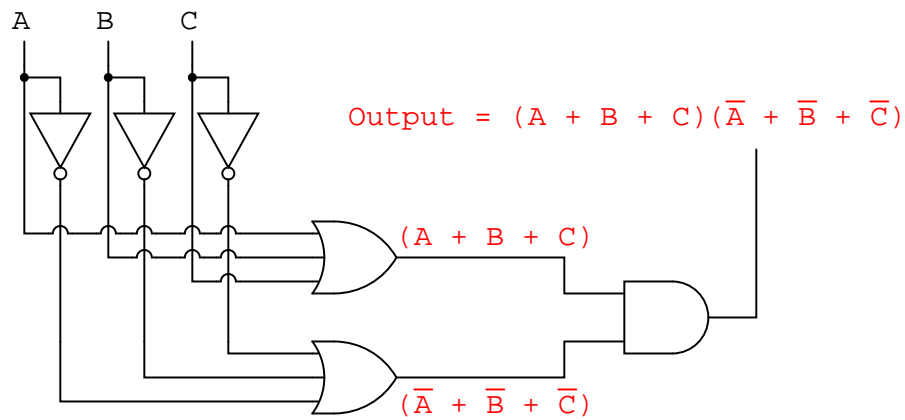 A B C
Output = (A + B + C)(A̅ + B̅ + C̅)
(A + B + C)
(A̅ + B̅ + C̅)